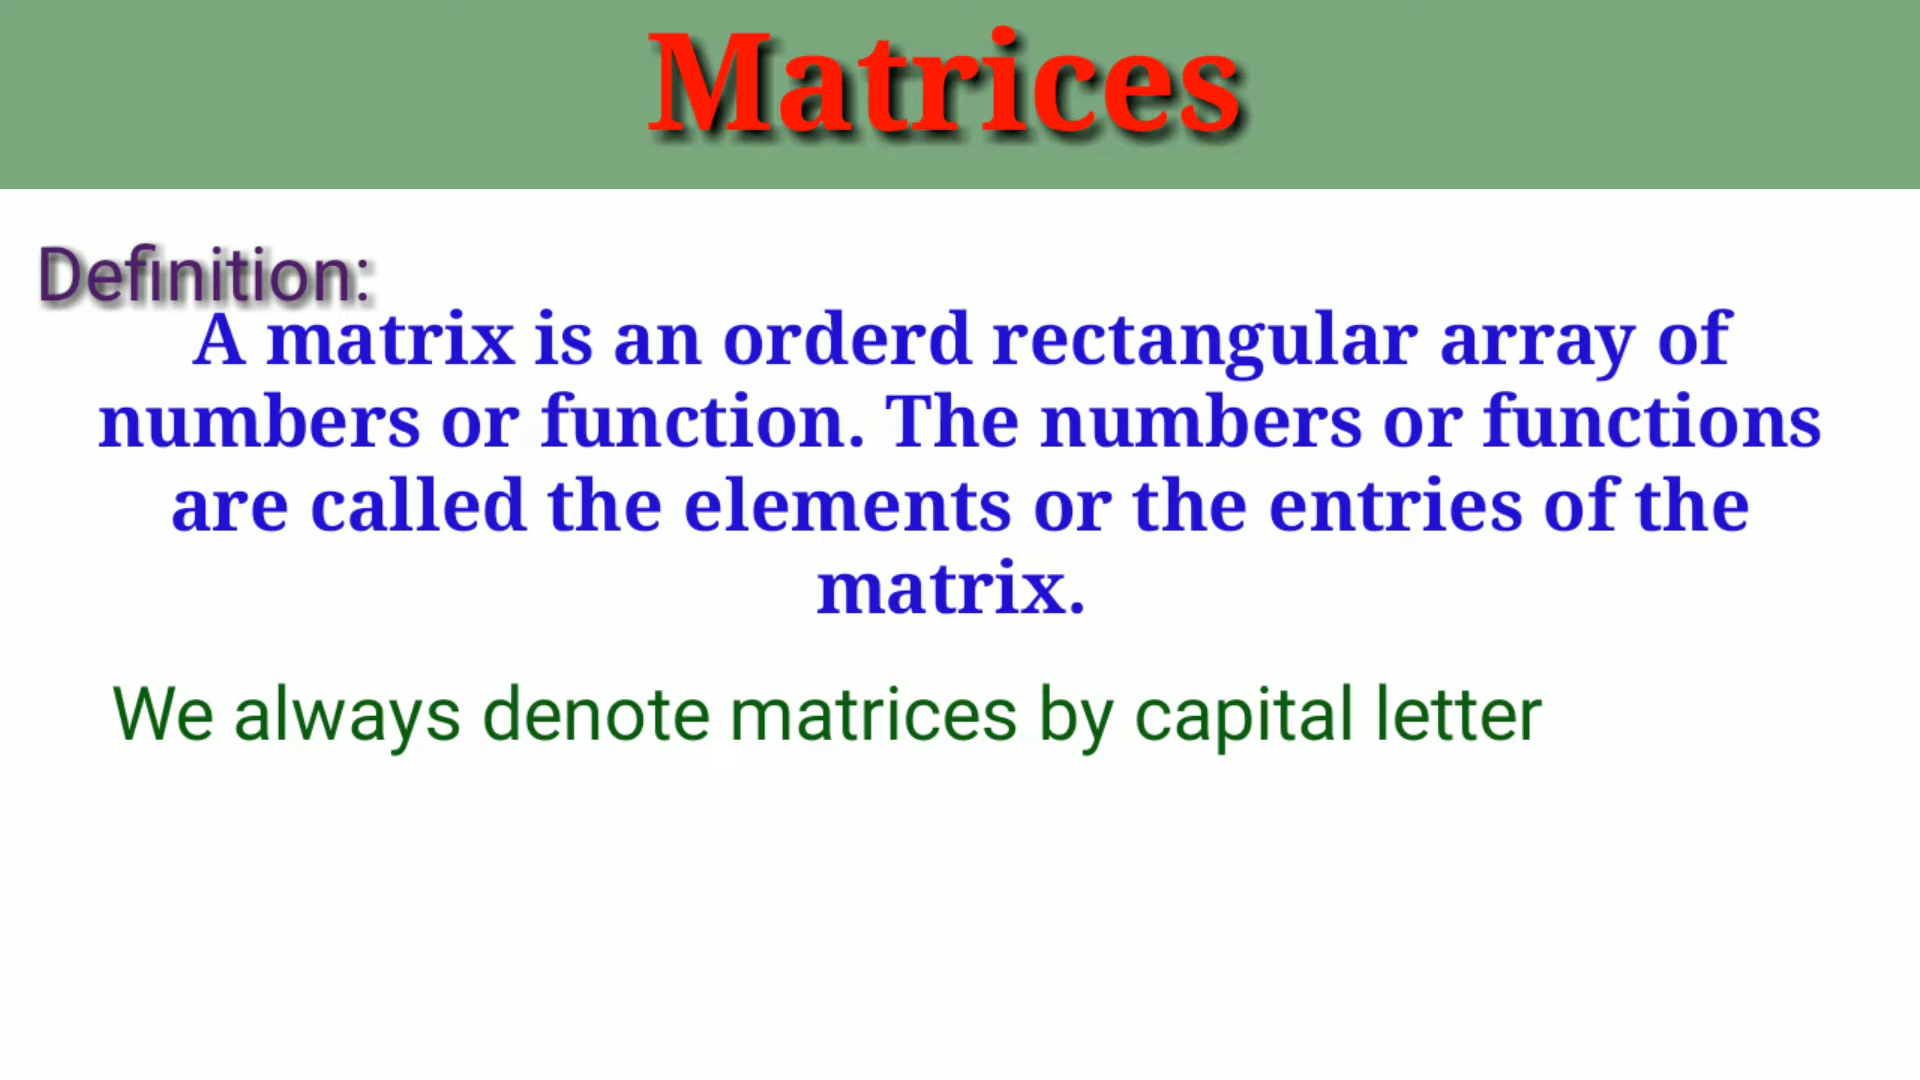 Matrices
Definition:
A matrix is an orderd rectangular array of
numbers or function. The numbers or functions
are called the elements or the entries of the
matrix.
We always denote matrices by capital letter